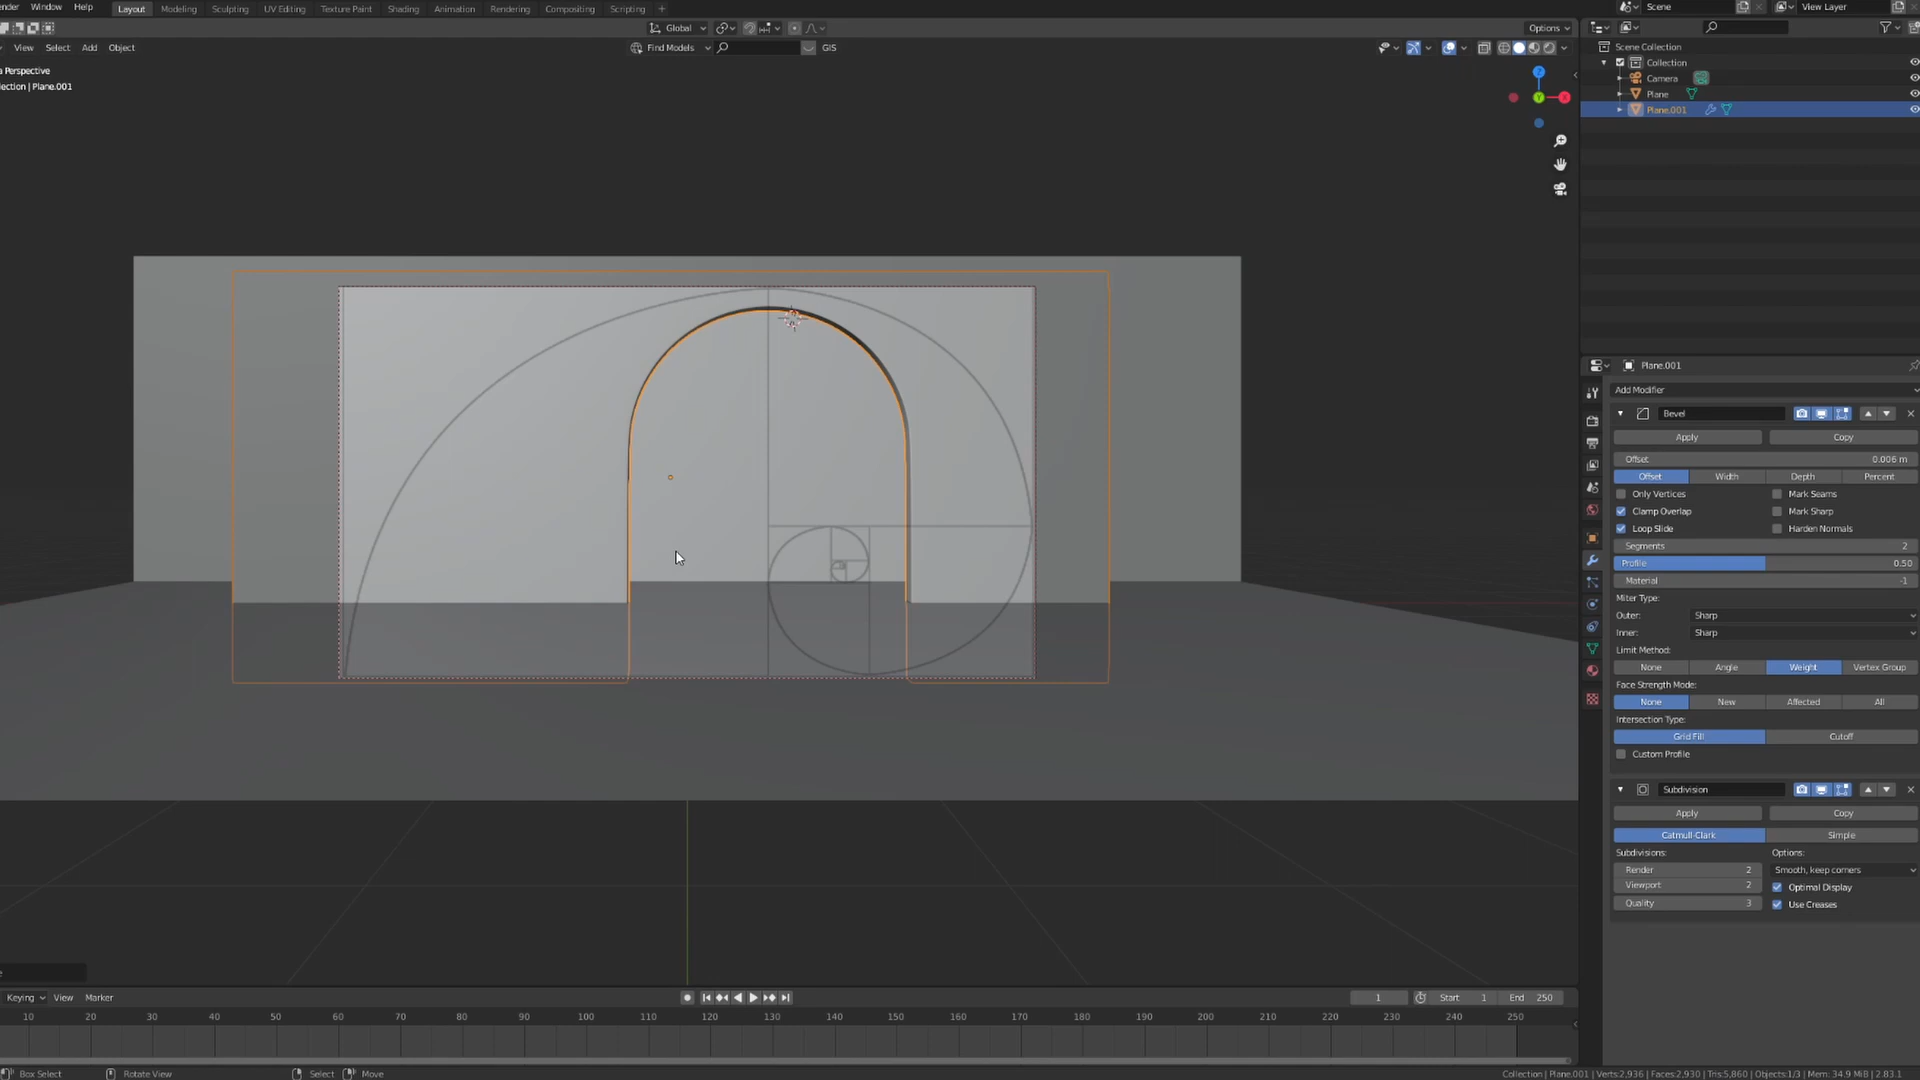 ender Window Help Layout Modeling Sculpting UV Editing Texture Paint Shading Animation Rendering Compositing Scripting + Scene View Layer
Global Options
View Select Add Object Find Models GIS
a Perspective
lection | Plane.001
Scene Collection
Collection
Camera
Plane
Plane.001
Z
Y
X
Plane.001
Add Modifier
Bevel
Apply Copy
Offset 0.006 m
Offset Width Depth Percent
Only Vertices Mark Seams
Clamp Overlap Mark Sharp
Loop Slide Harden Normals
Segments 2
Profile 0.50
Material -1
Miter Type:
Outer: Sharp
Inner: Sharp
Limit Method:
None Angle Weight Vertex Group
Face Strength Mode:
None New Affected All
Intersection Type:
Grid Fill Cutoff
Custom Profile
Subdivision
Apply Copy
Catmull-Clark Simple
Subdivisions: Options:
Render 2 Smooth, keep corners
Viewport 2 Optimal Display
Quality 3 Use Creases
e
Keying View Marker 1 Start 1 End 250
10 20 30 40 50 60 70 80 90 100 110 120 130 140 150 160 170 180 190 200 210 220 230 240 250
Box Select Rotate View Select Move Collection | Plane.001 | Verts:2,936 | Faces:2,930 | Tris:5,860 | Objects:1/3 | Mem: 34.9 MiB | 2.83.1